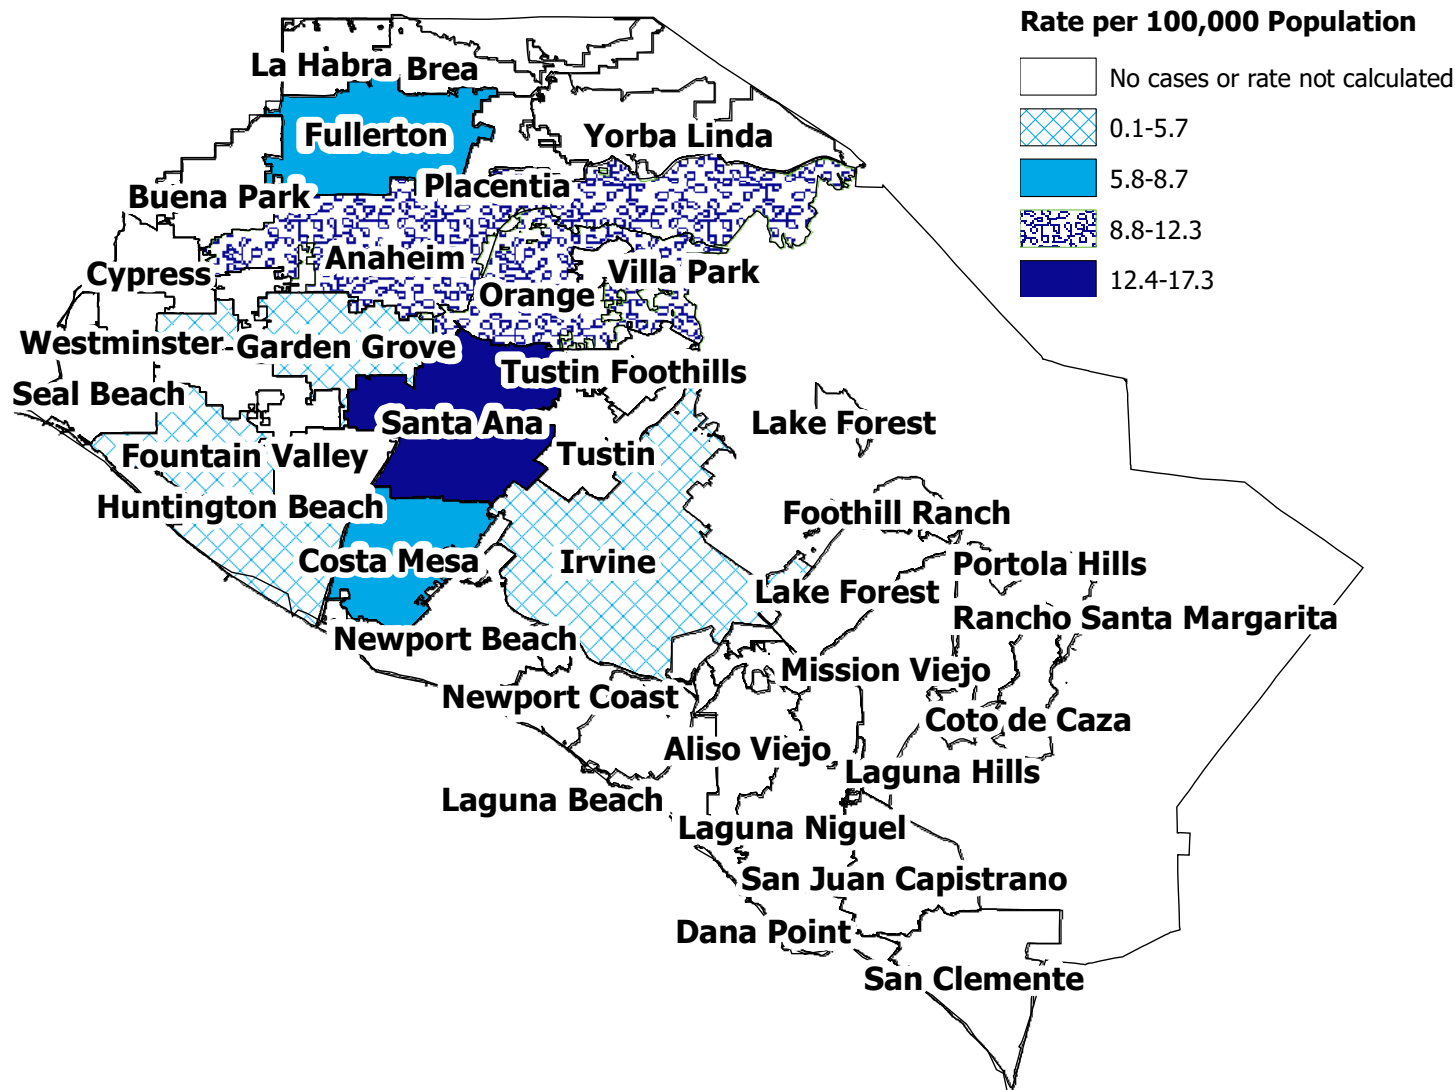 Rate per 100,000 Population
No cases or rate not calculated
0.1-5.7
5.8-8.7
8.8-12.3
12.4-17.3
La Habra
Brea
Fullerton
Yorba Linda
Buena Park
Placentia
Cypress
Anaheim
Villa Park
Orange
Westminster
Garden Grove
Tustin Foothills
Seal Beach
Santa Ana
Lake Forest
Fountain Valley
Tustin
Huntington Beach
Foothill Ranch
Costa Mesa
Irvine
Portola Hills
Lake Forest
Rancho Santa Margarita
Newport Beach
Mission Viejo
Newport Coast
Coto de Caza
Aliso Viejo
Laguna Hills
Laguna Beach
Laguna Niguel
San Juan Capistrano
Dana Point
San Clemente